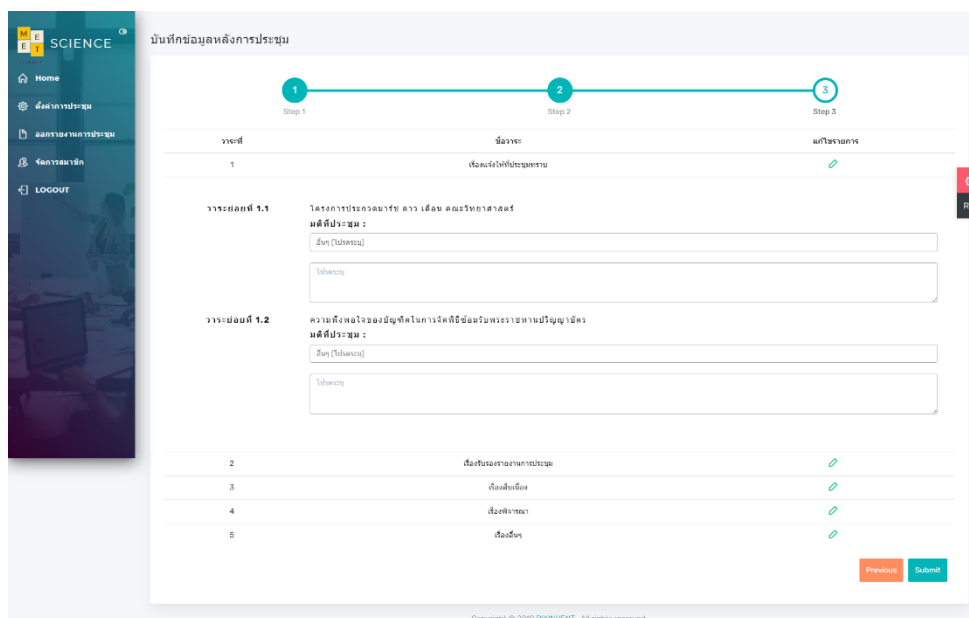 MEET SCIENCE
Home
ตั้งค่าการประชุม
ออกรายงานการประชุม
จัดการสมาชิก
LOGOUT
บันทึกข้อมูลหลังการประชุม
1 2 3
Step 1 Step 2 Step 3
วาระที่ ชื่อวาระ แก้ไขรายการ
1 เรื่องแจ้งให้ที่ประชุมทราบ
วาระย่อยที่ 1.1 โครงการประกวดมาร์ช ดาว เดือน คณะวิทยาศาสตร์
มติที่ประชุม :
อื่นๆ (โปรดระบุ)
โปรดระบุ
วาระย่อยที่ 1.2 ความพึงพอใจของบัญฑิตในการจัดพิธีซ้อมรับพระราชทานปริญญาบัตร
มติที่ประชุม :
อื่นๆ (โปรดระบุ)
โปรดระบุ
2 เรื่องรับรองรายงานการประชุม
3 เรื่องสืบเนื่อง
4 เรื่องพิจารณา
5 เรื่องอื่นๆ
Previous Submit